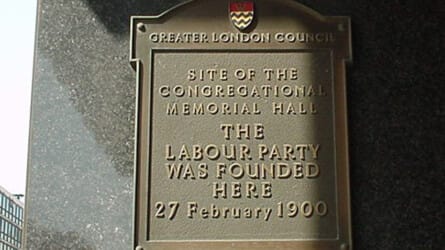 GREATER LONDON COUNCIL
SITE OF THE
CONGREGATIONAL
MEMORIAL HALL
THE
LABOUR PARTY
WAS FOUNDED
HERE
27 February 1900